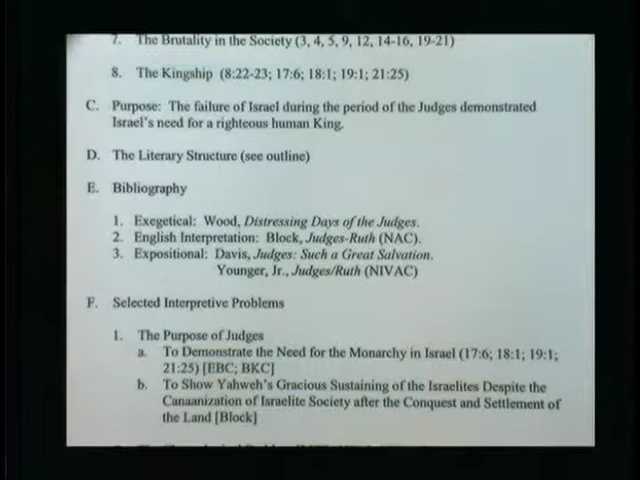 7. The Brutality in the Society (3, 4, 5, 9, 12, 14-16, 19-21)
8. The Kingship (8:22-23; 17:6; 18:1; 19:1; 21:25)
C. Purpose: The failure of Israel during the period of the Judges demonstrated
Israel's need for a righteous human King.
D. The Literary Structure (see outline)
E. Bibliography
1. Exegetical: Wood, Distressing Days of the Judges.
2. English Interpretation: Block, Judges-Ruth (NAC).
3. Expositional: Davis, Judges: Such a Great Salvation.
Younger, Jr., Judges/Ruth (NIVAC)
F. Selected Interpretive Problems
1. The Purpose of Judges
a. To Demonstrate the Need for the Monarchy in Israel (17:6; 18:1; 19:1;
21:25) [EBC; BKC]
b. To Show Yahweh's Gracious Sustaining of the Israelites Despite the
Canaanization of Israelite Society after the Conquest and Settlement of
the Land [Block]